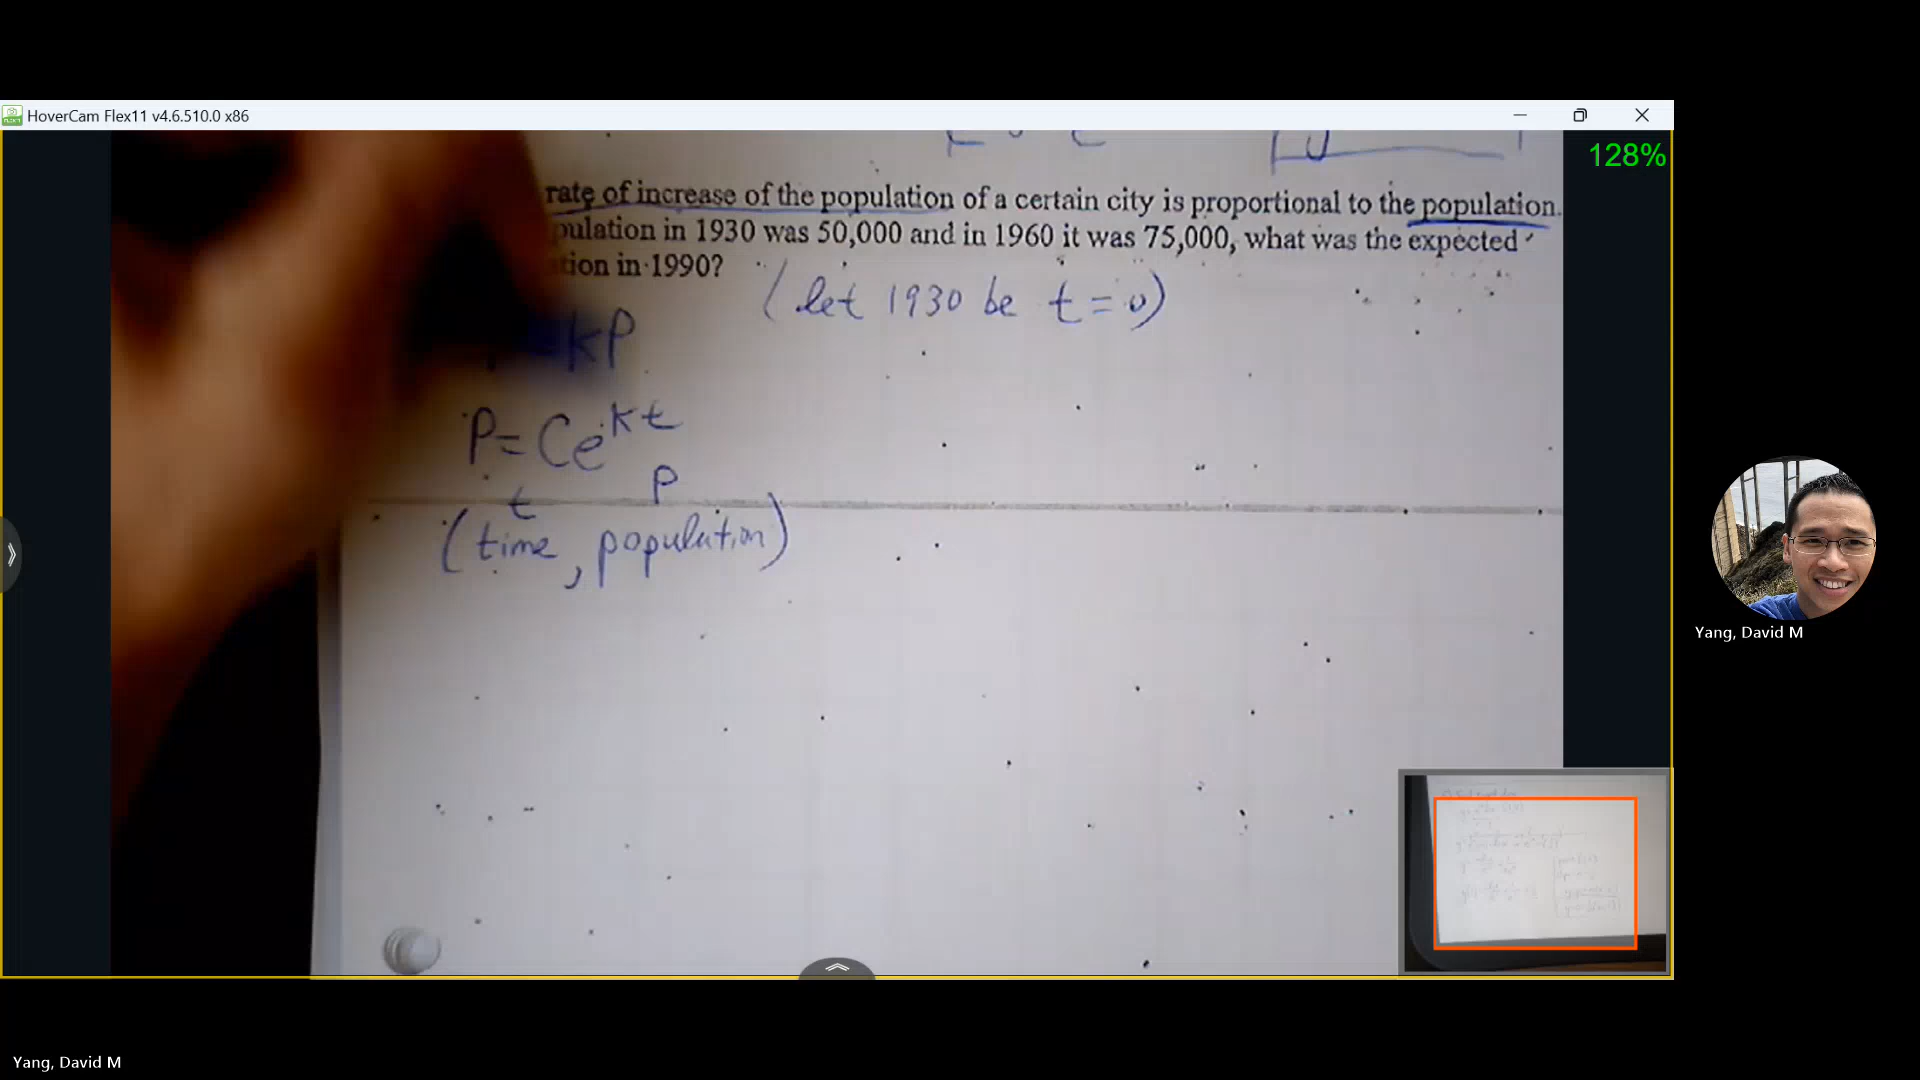 HoverCam Flex11 v4.6.510.0 x86
128%
rate of increase of the population of a certain city is proportional to the population.
pulation in 1930 was 50,000 and in 1960 it was 75,000, what was the expected
tion in 1990?
(let 1930 be t=0)
kP
P=Ce^kt
t P
(time, population)
Yang, David M
Yang, David M